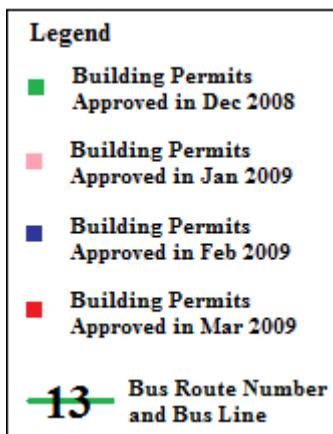 Legend
Building Permits
Approved in Dec 2008
Building Permits
Approved in Jan 2009
Building Permits
Approved in Feb 2009
Building Permits
Approved in Mar 2009
13 Bus Route Number
and Bus Line